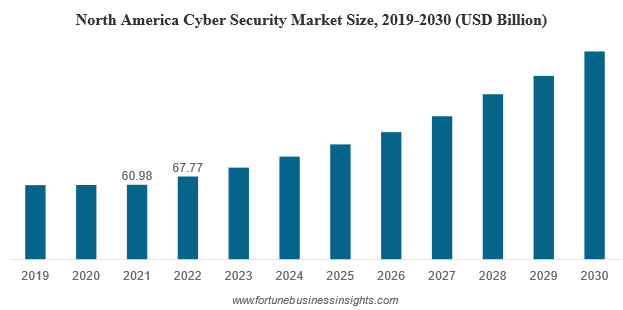 North America Cyber Security Market Size, 2019-2030 (USD Billion)
60.98
67.77
2019 2020 2021 2022 2023 2024 2025 2026 2027 2028 2029 2030
www.fortunebusinessinsights.com